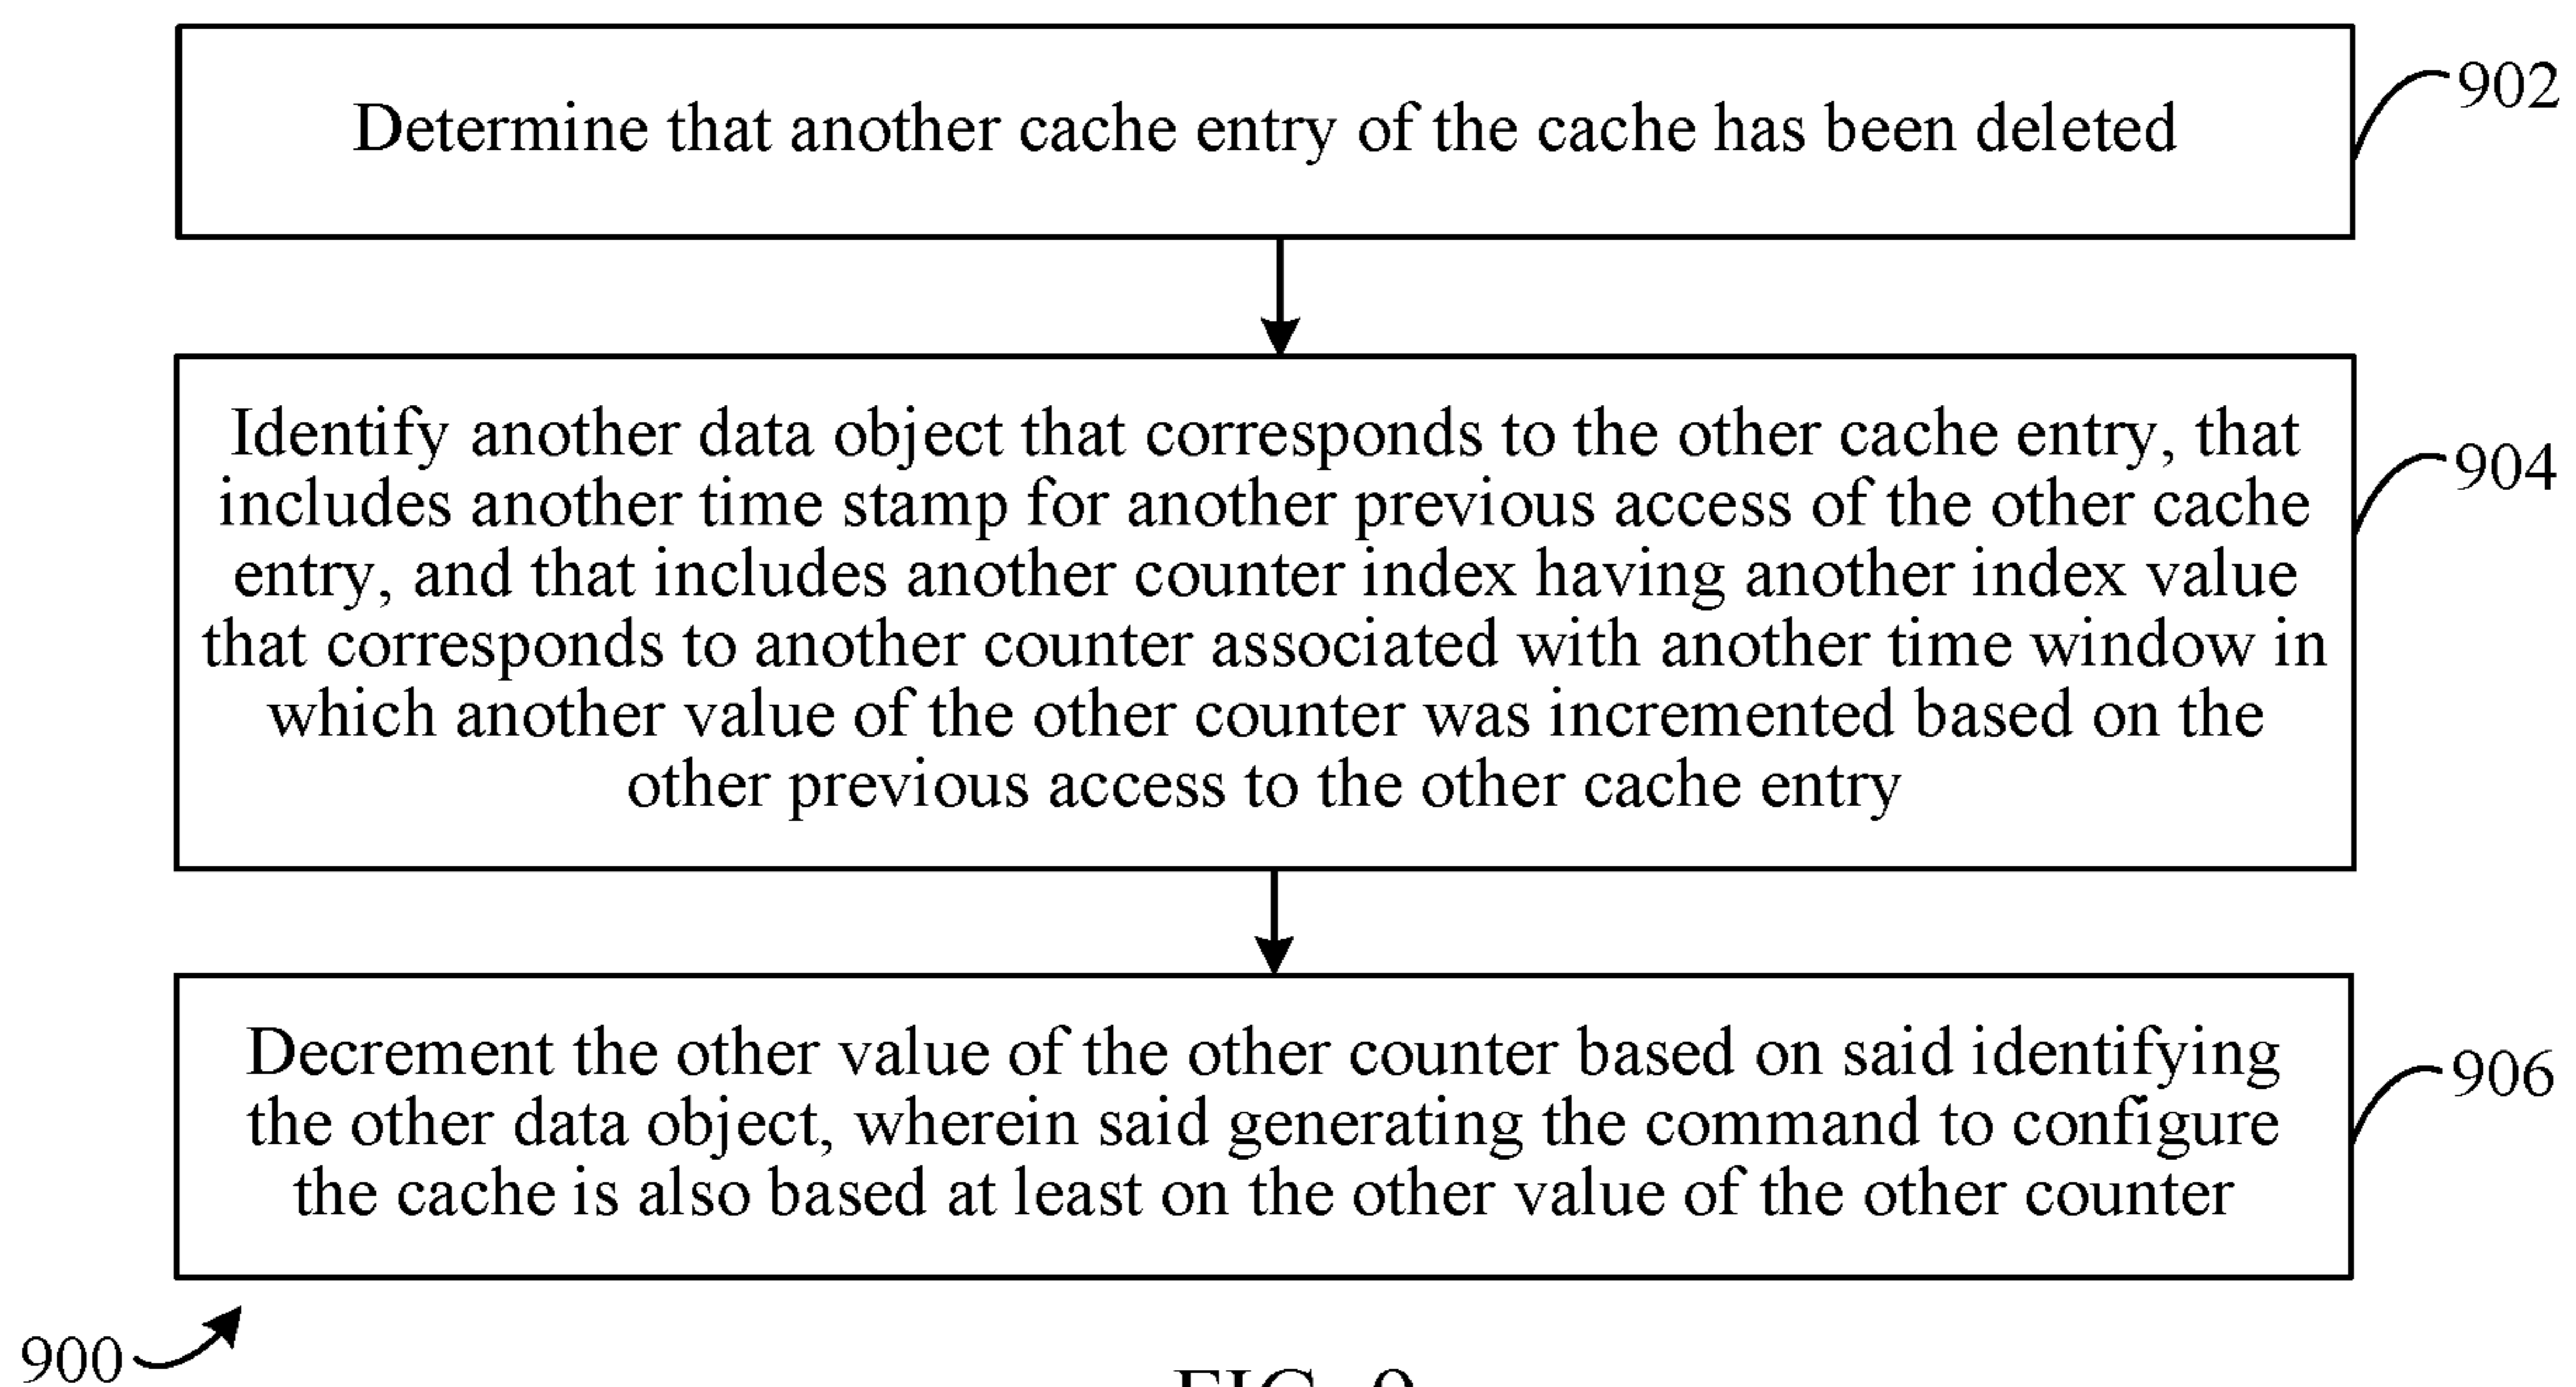 Determine that another cache entry of the cache has been deleted
902
Identify another data object that corresponds to the other cache entry, that
includes another time stamp for another previous access of the other cache
entry, and that includes another counter index having another index value
that corresponds to another counter associated with another time window in
which another value of the other counter was incremented based on the
other previous access to the other cache entry
904
Decrement the other value of the other counter based on said identifying
the other data object, wherein said generating the command to configure
the cache is also based at least on the other value of the other counter
906
900
FIG. 9